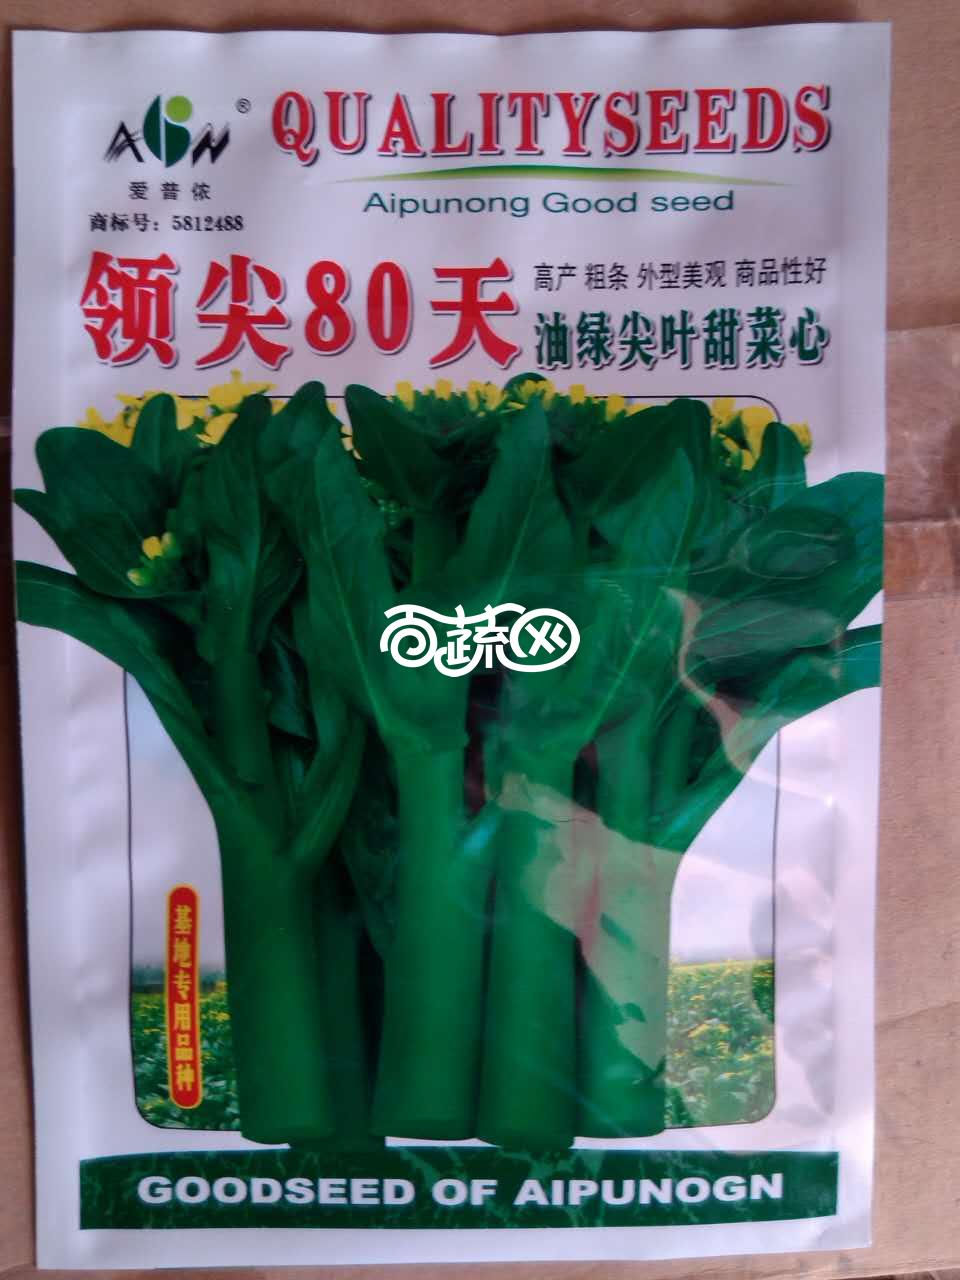 AGN®
爱普侬
商标号：5812488
QUALITYSEEDS
Aipunong Good seed
领尖80天
高产 粗条 外型美观 商品性好
油绿尖叶甜菜心
百蔬网
基地专用品种
GOODSEED OF AIPUNOGN